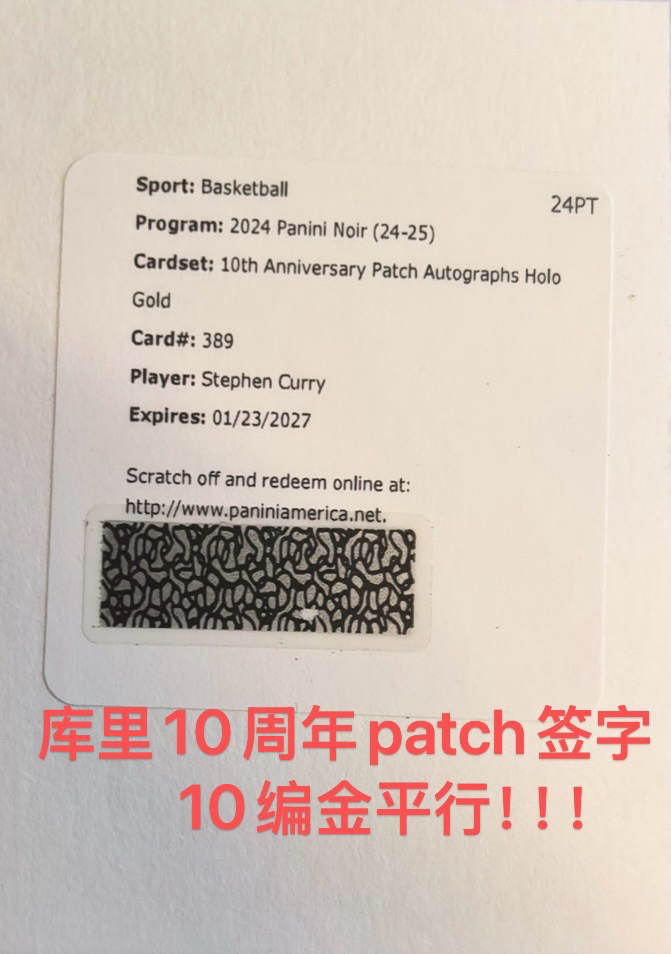 Sport: Basketball
24PT
Program: 2024 Panini Noir (24-25)
Cardset: 10th Anniversary Patch Autographs Holo
Gold
Card#: 389
Player: Stephen Curry
Expires: 01/23/2027
Scratch off and redeem online at:
http://www.paniniamerica.net.
库里10周年patch签字
10编金平行！！！